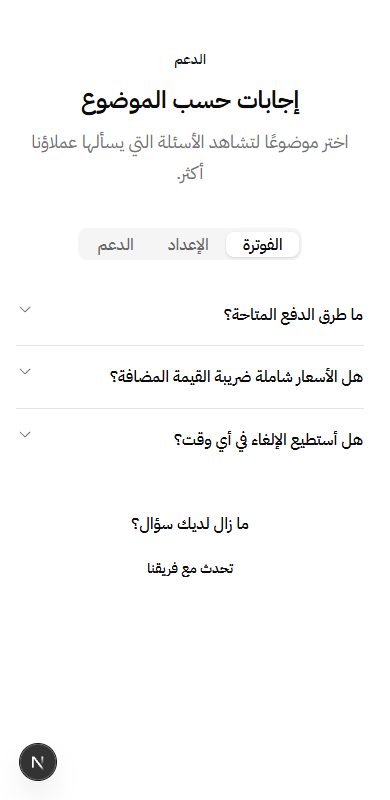 الدعم
إجابات حسب الموضوع
اختر موضوعًا لتشاهد الأسئلة التي يسألها عملاؤنا
أكثر.
الفوترة الإعداد الدعم
ما طرق الدفع المتاحة؟
هل الأسعار شاملة ضريبة القيمة المضافة؟
هل أستطيع الإلغاء في أي وقت؟
ما زال لديك سؤال؟
تحدث مع فريقنا
N